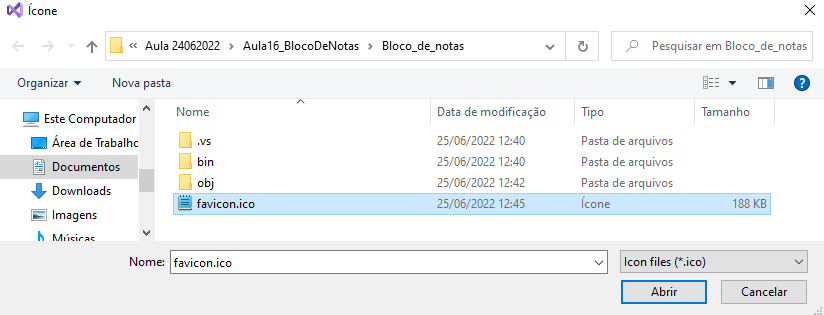 Ícone
« Aula 24062022 > Aula16_BlocoDeNotas > Bloco_de_notas
Pesquisar em Bloco_de_notas
Organizar
Nova pasta
Nome
Data de modificação
Tipo
Tamanho
Este Computador
Área de Trabalho
Documentos
Downloads
Imagens
Músicas
.vs 25/06/2022 12:40 Pasta de arquivos
bin 25/06/2022 12:40 Pasta de arquivos
obj 25/06/2022 12:42 Pasta de arquivos
favicon.ico 25/06/2022 12:45 Ícone 188 KB
Nome: favicon.ico
Icon files (*.ico)
Abrir
Cancelar